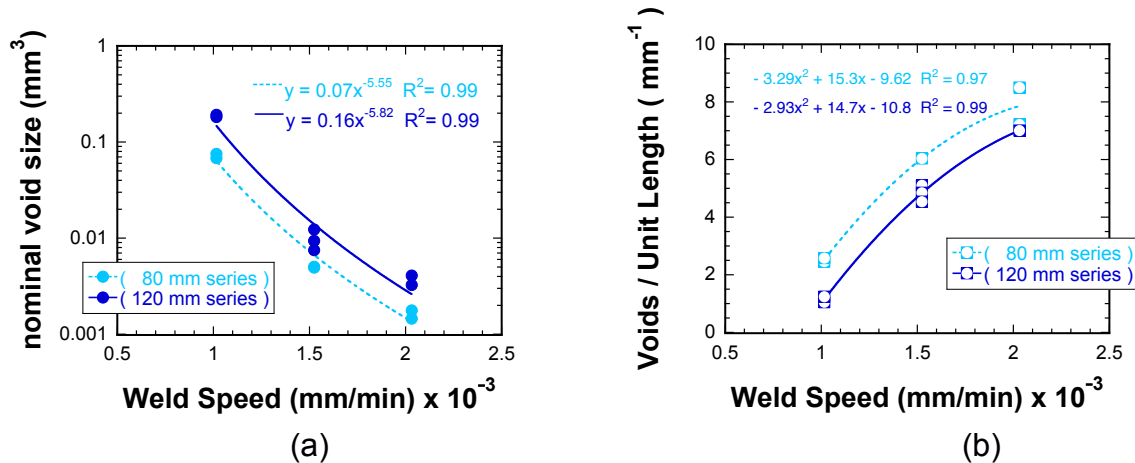 nominal void size (mm³)
1
0.1
0.01
0.001
y = 0.07x^-5.55 R²= 0.99
y = 0.16x^-5.82 R²= 0.99
( 80 mm series )
( 120 mm series )
0.5 1 1.5 2 2.5
Weld Speed (mm/min) x 10⁻³
(a)
Voids / Unit Length ( mm⁻¹)
10
8
6
4
2
0
- 3.29x² + 15.3x - 9.62 R² = 0.97
- 2.93x² + 14.7x - 10.8 R² = 0.99
( 80 mm series )
( 120 mm series )
0.5 1 1.5 2 2.5
Weld Speed (mm/min) x 10⁻³
(b)